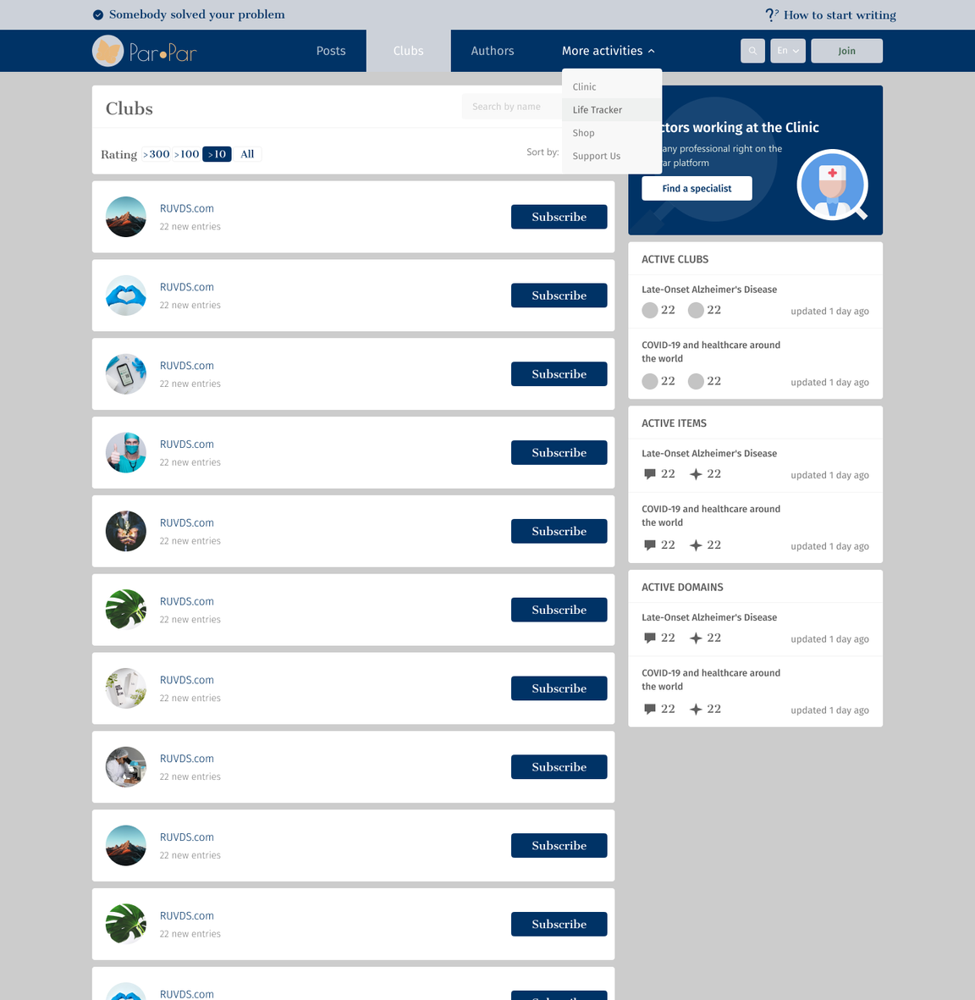 Somebody solved your problem
How to start writing
Par Par
Posts
Clubs
Authors
More activities
En
Join
Clinic
Life Tracker
Shop
Support Us
Clubs
Search by name
Rating >300 >100 >10 All
Sort by:
ctors working at the Clinic
any professional right on the
ar platform
Find a specialist
RUVDS.com
22 new entries
Subscribe
RUVDS.com
22 new entries
Subscribe
RUVDS.com
22 new entries
Subscribe
RUVDS.com
22 new entries
Subscribe
RUVDS.com
22 new entries
Subscribe
RUVDS.com
22 new entries
Subscribe
RUVDS.com
22 new entries
Subscribe
RUVDS.com
22 new entries
Subscribe
RUVDS.com
22 new entries
Subscribe
RUVDS.com
22 new entries
Subscribe
RUVDS.com
Subscribe
ACTIVE CLUBS
Late-Onset Alzheimer's Disease
22 22 updated 1 day ago
COVID-19 and healthcare around
the world
22 22 updated 1 day ago
ACTIVE ITEMS
Late-Onset Alzheimer's Disease
22 22 updated 1 day ago
COVID-19 and healthcare around
the world
22 22 updated 1 day ago
ACTIVE DOMAINS
Late-Onset Alzheimer's Disease
22 22 updated 1 day ago
COVID-19 and healthcare around
the world
22 22 updated 1 day ago